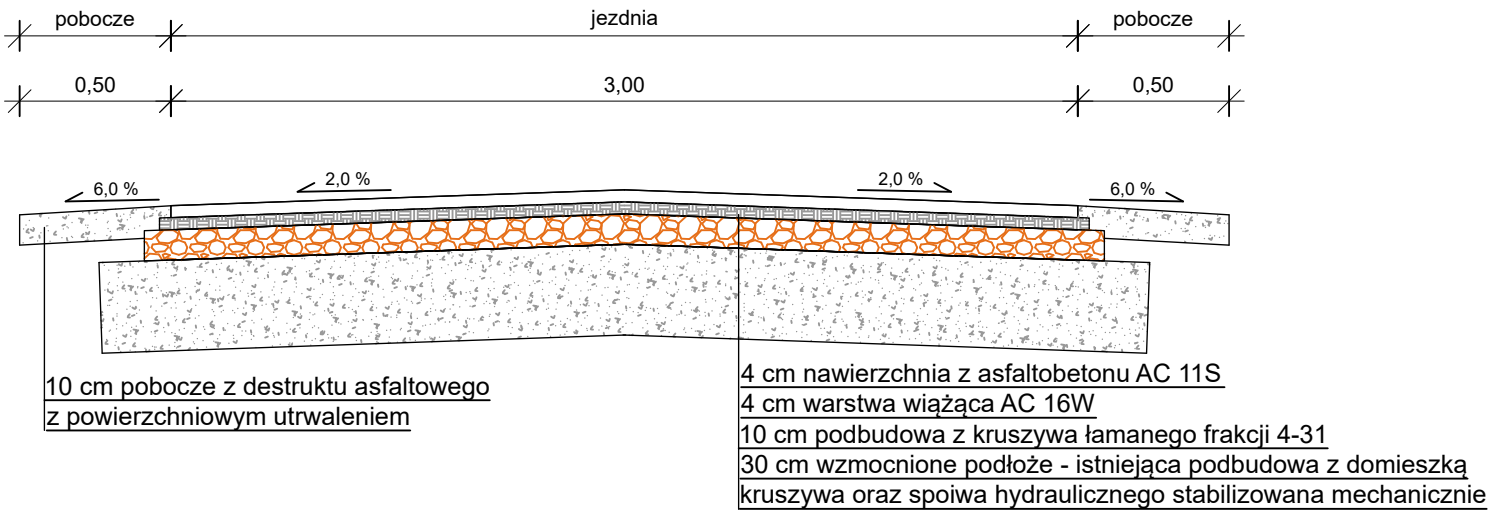 pobocze jezdnia pobocze
0,50 3,00 0,50
6,0 % 2,0 % 2,0 % 6,0 %
10 cm pobocze z destruktu asfaltowego
z powierzchniowym utrwaleniem
4 cm nawierzchnia z asfaltobetonu AC 11S
4 cm warstwa wiążąca AC 16W
10 cm podbudowa z kruszywa łamanego frakcji 4-31
30 cm wzmocnione podłoże - istniejąca podbudowa z domieszką
kruszywa oraz spoiwa hydraulicznego stabilizowana mechanicznie